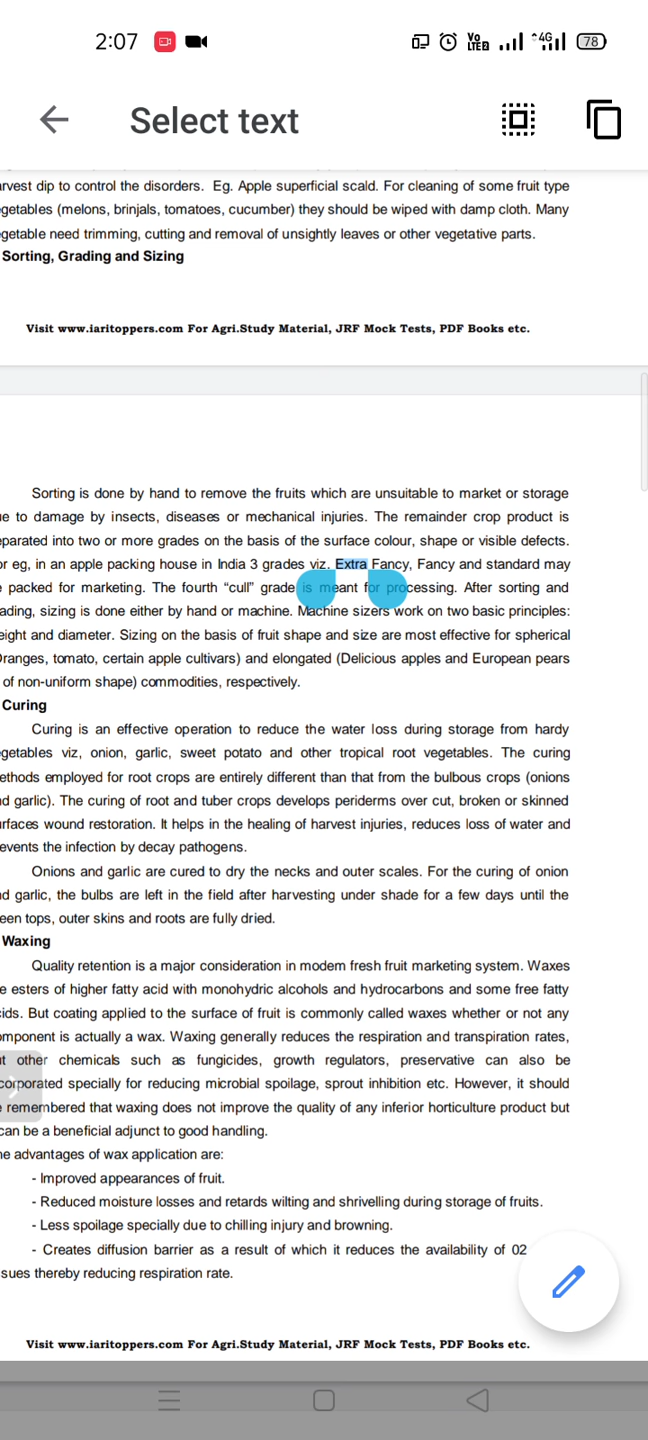 2:07 Vo LTE2 4G 78
Select text
rvest dip to control the disorders. Eg. Apple superficial scald. For cleaning of some fruit type
getables (melons, brinjals, tomatoes, cucumber) they should be wiped with damp cloth. Many
getable need trimming, cutting and removal of unsightly leaves or other vegetative parts.
Sorting, Grading and Sizing
Visit www.iaritoppers.com For Agri.Study Material, JRF Mock Tests, PDF Books etc.
Sorting is done by hand to remove the fruits which are unsuitable to market or storage
e to damage by insects, diseases or mechanical injuries. The remainder crop product is
parated into two or more grades on the basis of the surface colour, shape or visible defects.
or eg, in an apple packing house in India 3 grades viz. Extra Fancy, Fancy and standard may
packed for marketing. The fourth “cull” grade is meant for processing. After sorting and
ading, sizing is done either by hand or machine. Machine sizers work on two basic principles:
eight and diameter. Sizing on the basis of fruit shape and size are most effective for spherical
Oranges, tomato, certain apple cultivars) and elongated (Delicious apples and European pears
of non-uniform shape) commodities, respectively.
Curing
Curing is an effective operation to reduce the water loss during storage from hardy
getables viz, onion, garlic, sweet potato and other tropical root vegetables. The curing
ethods employed for root crops are entirely different than that from the bulbous crops (onions
d garlic). The curing of root and tuber crops develops periderms over cut, broken or skinned
rfaces wound restoration. It helps in the healing of harvest injuries, reduces loss of water and
events the infection by decay pathogens.
Onions and garlic are cured to dry the necks and outer scales. For the curing of onion
d garlic, the bulbs are left in the field after harvesting under shade for a few days until the
een tops, outer skins and roots are fully dried.
Waxing
Quality retention is a major consideration in modem fresh fruit marketing system. Waxes
e esters of higher fatty acid with monohydric alcohols and hydrocarbons and some free fatty
ids. But coating applied to the surface of fruit is commonly called waxes whether or not any
mponent is actually a wax. Waxing generally reduces the respiration and transpiration rates,
t other chemicals such as fungicides, growth regulators, preservative can also be
corporated specially for reducing microbial spoilage, sprout inhibition etc. However, it should
remembered that waxing does not improve the quality of any inferior horticulture product but
can be a beneficial adjunct to good handling.
e advantages of wax application are:
- Improved appearances of fruit.
- Reduced moisture losses and retards wilting and shrivelling during storage of fruits.
- Less spoilage specially due to chilling injury and browning.
- Creates diffusion barrier as a result of which it reduces the availability of 02
sues thereby reducing respiration rate.
Visit www.iaritoppers.com For Agri.Study Material, JRF Mock Tests, PDF Books etc.